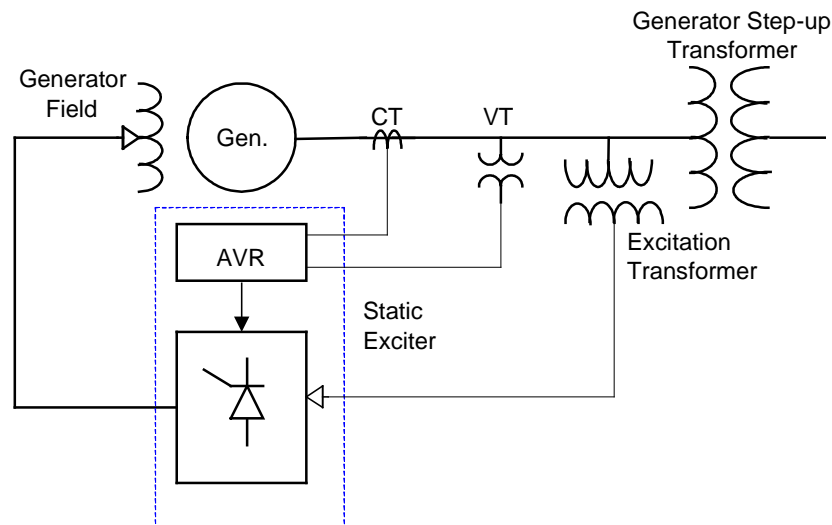 Generator Step-up
Transformer
Generator
Field
CT
VT
Gen.
AVR
Excitation
Transformer
Static
Exciter